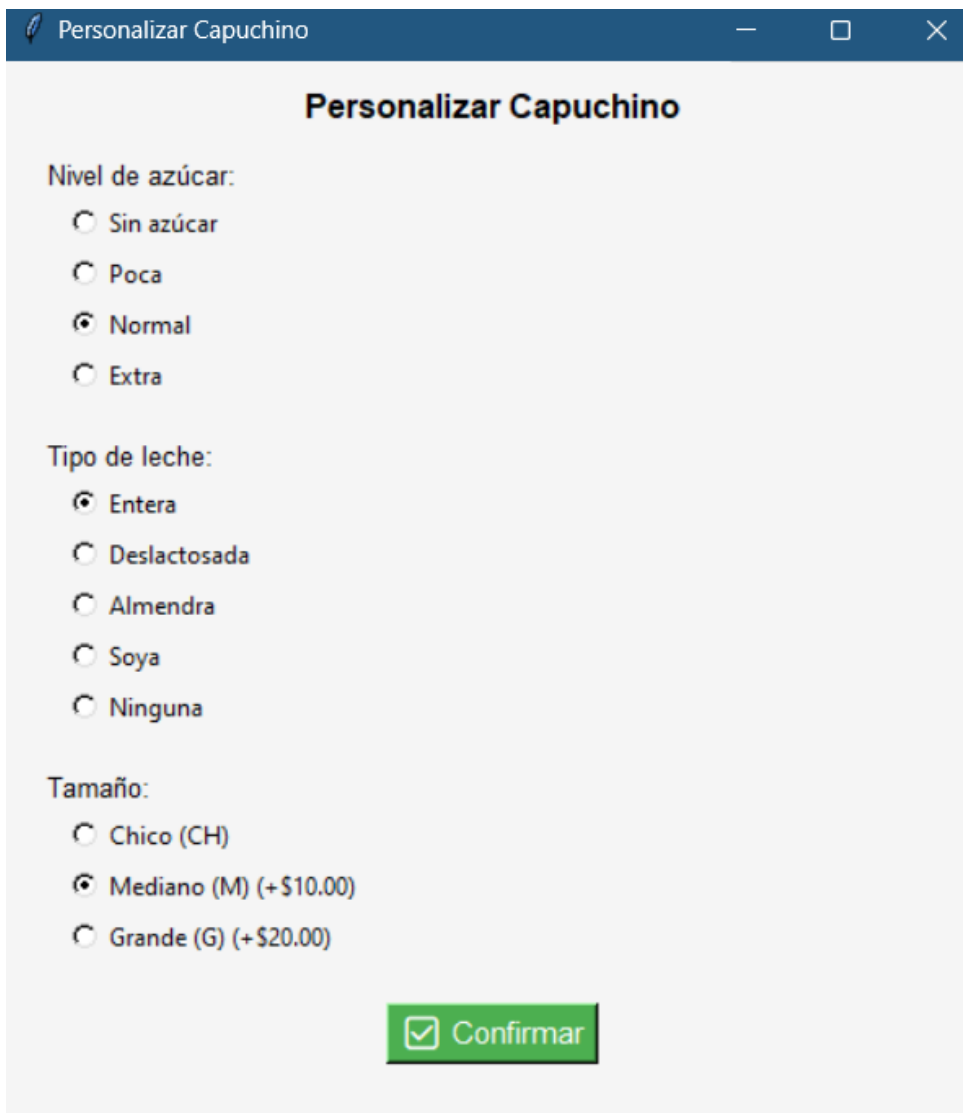 Personalizar Capuchino
Personalizar Capuchino
Nivel de azúcar:
Sin azúcar
Poca
Normal
Extra
Tipo de leche:
Entera
Deslactosada
Almendra
Soya
Ninguna
Tamaño:
Chico (CH)
Mediano (M) (+$10.00)
Grande (G) (+$20.00)
Confirmar